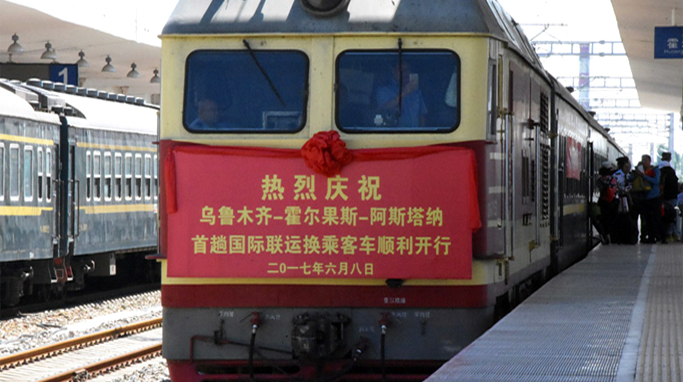 热烈庆祝
乌鲁木齐-霍尔果斯-阿斯塔纳
首趟国际联运换乘客车顺利开行
二〇一七年六月八日
1
霍